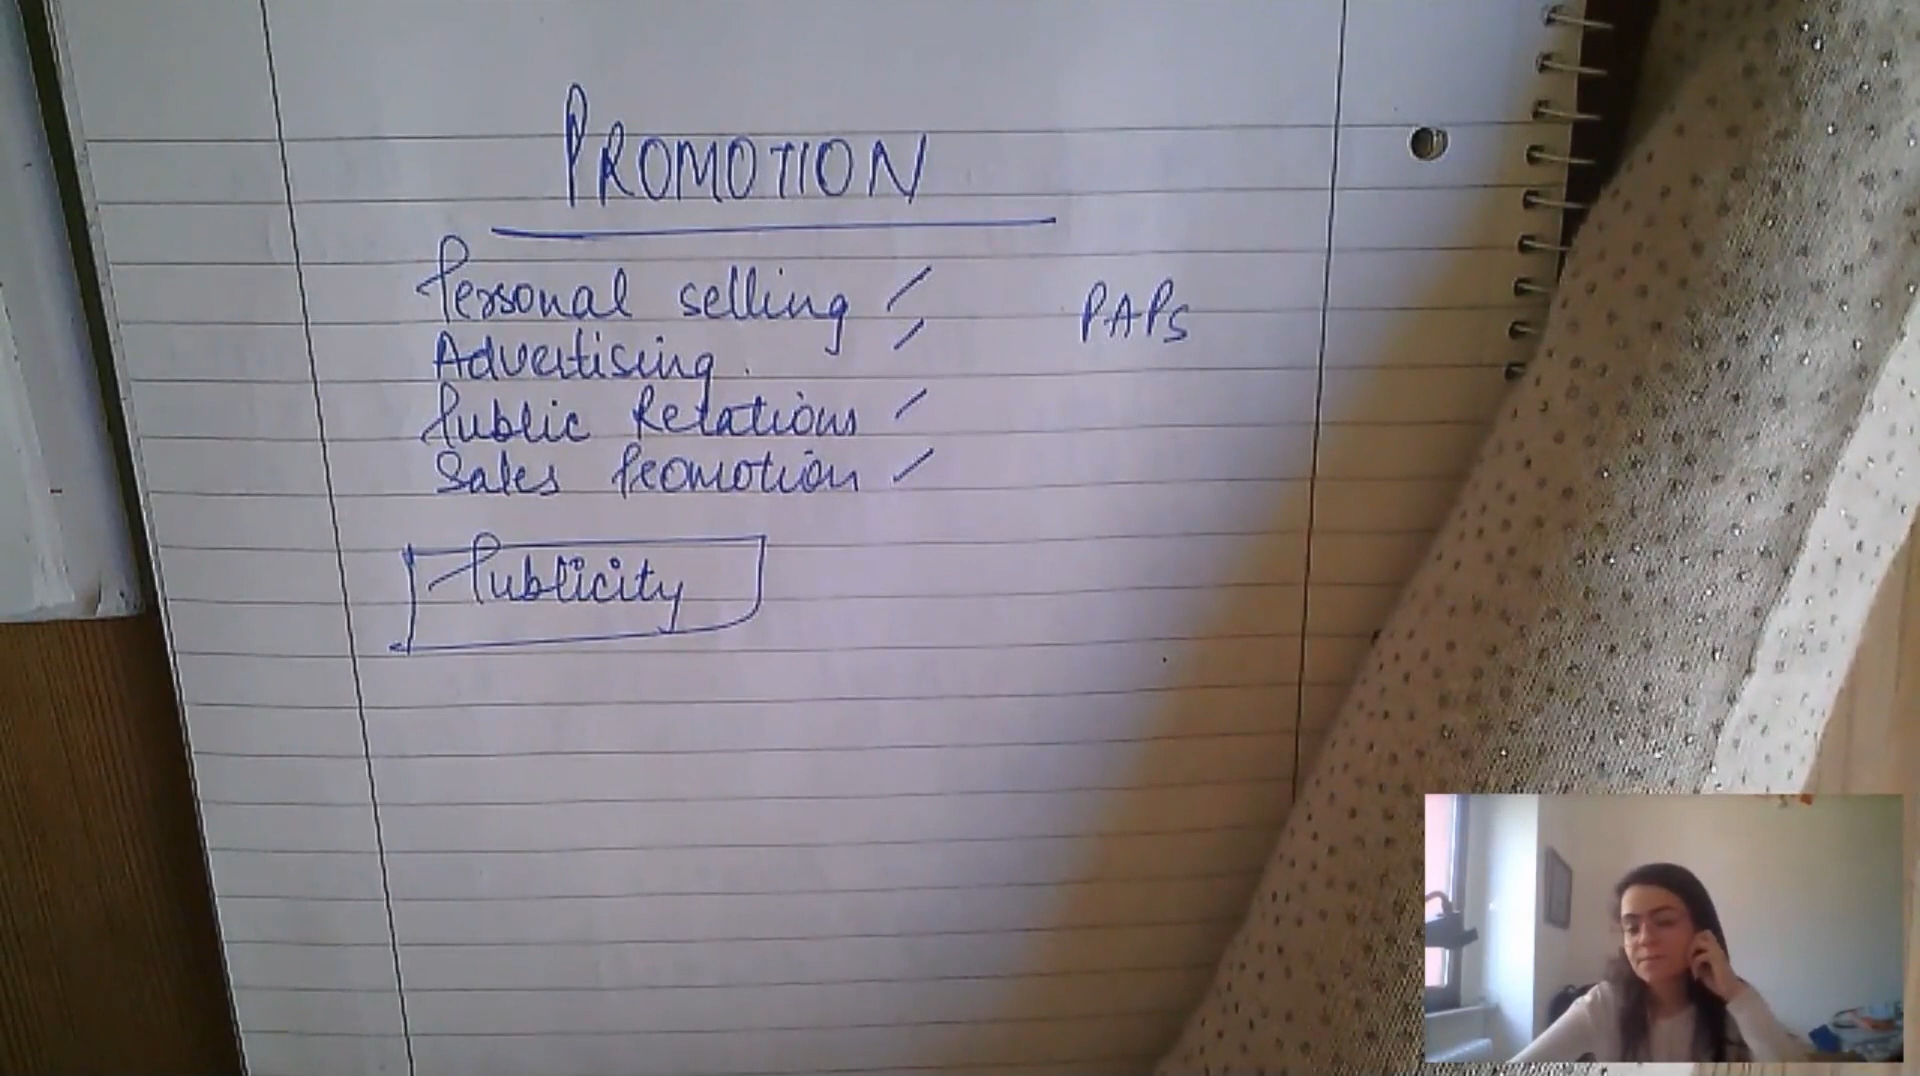 PROMOTION
Personal selling
PAPs
Advertising.
Public Relations
Sales Promotion
Publicity